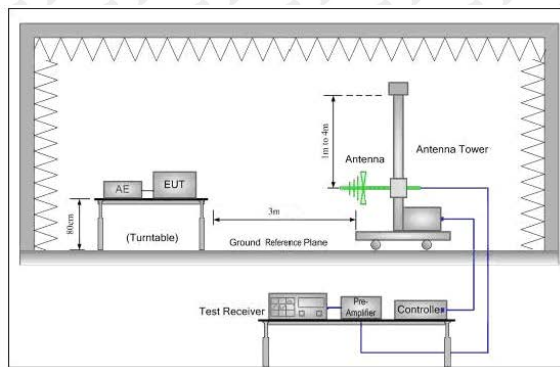 1m to 4m
Antenna Tower
Antenna
AE
EUT
3m
80cm
(Turntable)
Ground Reference Plane
Test Receiver
Pre-
Amplifier
Controller